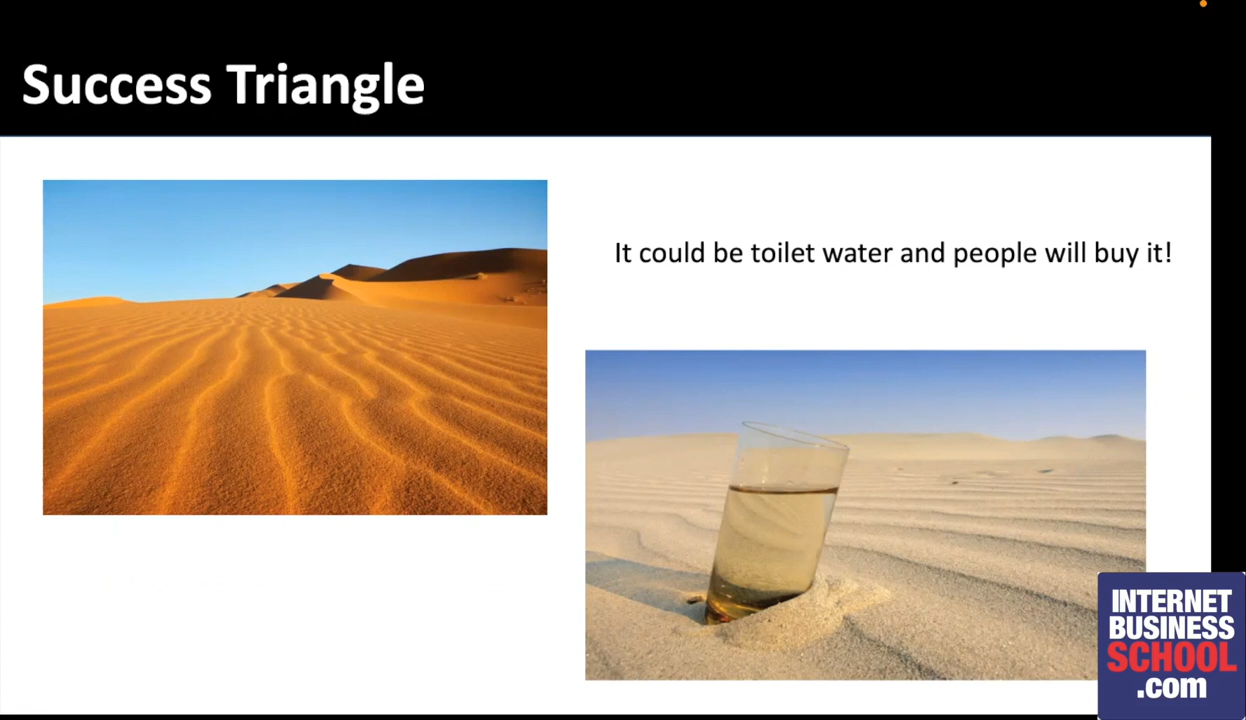 Success Triangle
It could be toilet water and people will buy it!
INTERNET
BUSINESS
SCHOOL
.com